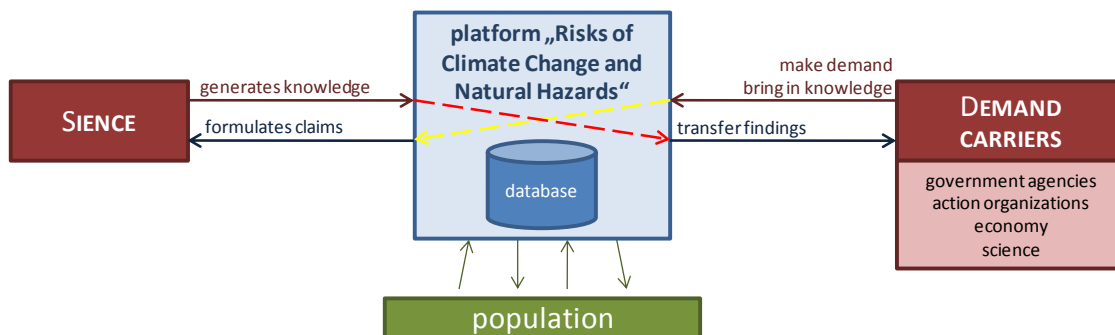 platform „Risks of
Climate Change and
Natural Hazards“
SIENCE
generates knowledge
formulates claims
database
make demand
bring in knowledge
transfer findings
DEMAND
CARRIERS
government agencies
action organizations
economy
science
population